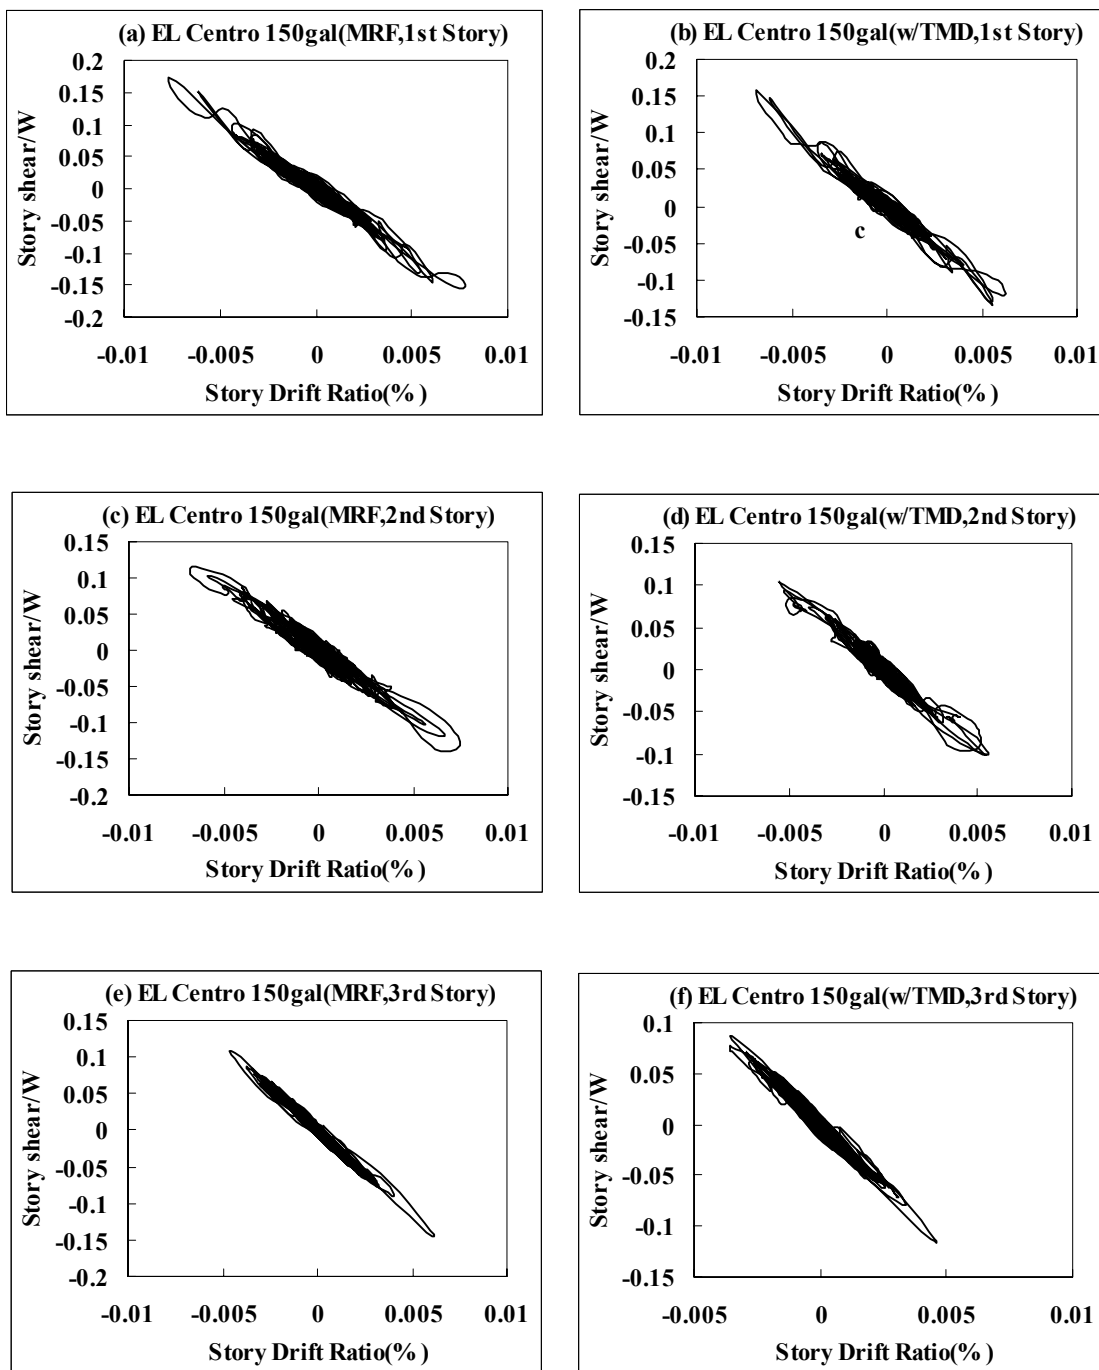 (a) EL Centro 150gal(MRF,1st Story)
0.2
0.15
0.1
0.05
0
-0.05
-0.1
-0.15
-0.2
Story shear/W
-0.01 -0.005 0 0.005 0.01
Story Drift Ratio(%)
(b) EL Centro 150gal(w/TMD,1st Story)
0.2
0.15
0.1
0.05
0
-0.05
-0.1
-0.15
Story shear/W
c
-0.01 -0.005 0 0.005 0.01
Story Drift Ratio(%)
(c) EL Centro 150gal(MRF,2nd Story)
0.15
0.1
0.05
0
-0.05
-0.1
-0.15
-0.2
Story shear/W
-0.01 -0.005 0 0.005 0.01
Story Drift Ratio(%)
(d) EL Centro 150gal(w/TMD,2nd Story)
0.15
0.1
0.05
0
-0.05
-0.1
-0.15
Story shear/W
-0.01 -0.005 0 0.005 0.01
Story Drift Ratio(%)
(e) EL Centro 150gal(MRF,3rd Story)
0.15
0.1
0.05
0
-0.05
-0.1
-0.15
-0.2
Story shear/W
-0.01 -0.005 0 0.005 0.01
Story Drift Ratio(%)
(f) EL Centro 150gal(w/TMD,3rd Story)
0.1
0.05
0
-0.05
-0.1
-0.15
Story shear/W
-0.005 0 0.005 0.01
Story Drift Ratio(%)